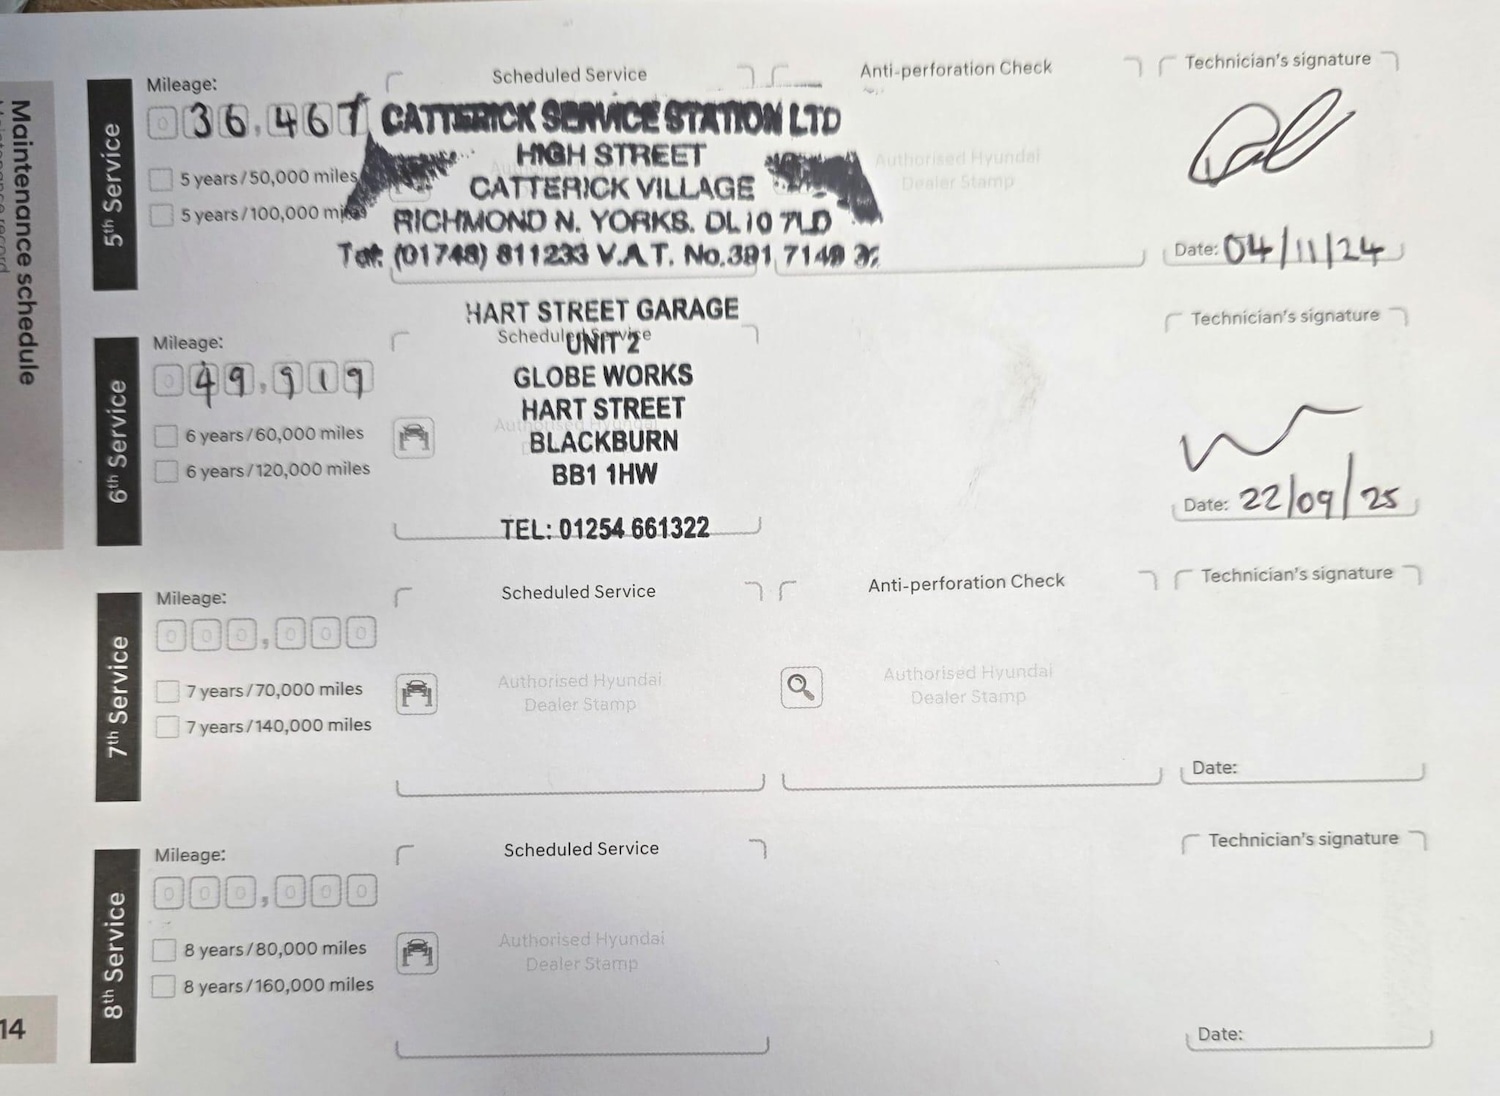 Maintenance schedule
5th Service
Mileage:
036,467
5 years/50,000 miles
5 years/100,000 miles
Scheduled Service
CATTERICK SERVICE STATION LTD
HIGH STREET
CATTERICK VILLAGE
RICHMOND N. YORKS. DL10 7LD
Tel: (01748) 811233 V.A.T. No.391 7149
Anti-perforation Check
Authorised Hyundai
Dealer Stamp
Technician's signature
Date: 04/11/24
6th Service
Mileage:
049,919
6 years/60,000 miles
6 years/120,000 miles
Scheduled Service
Authorised Hyundai
HART STREET GARAGE
UNIT 2
GLOBE WORKS
HART STREET
BLACKBURN
BB1 1HW
TEL: 01254 661322
Technician's signature
Date: 22/09/25
7th Service
Mileage:
000,000
7 years/70,000 miles
7 years/140,000 miles
Scheduled Service
Authorised Hyundai
Dealer Stamp
Anti-perforation Check
Authorised Hyundai
Dealer Stamp
Technician's signature
Date:
8th Service
Mileage:
000,000
8 years/80,000 miles
8 years/160,000 miles
Scheduled Service
Authorised Hyundai
Dealer Stamp
Technician's signature
Date:
14